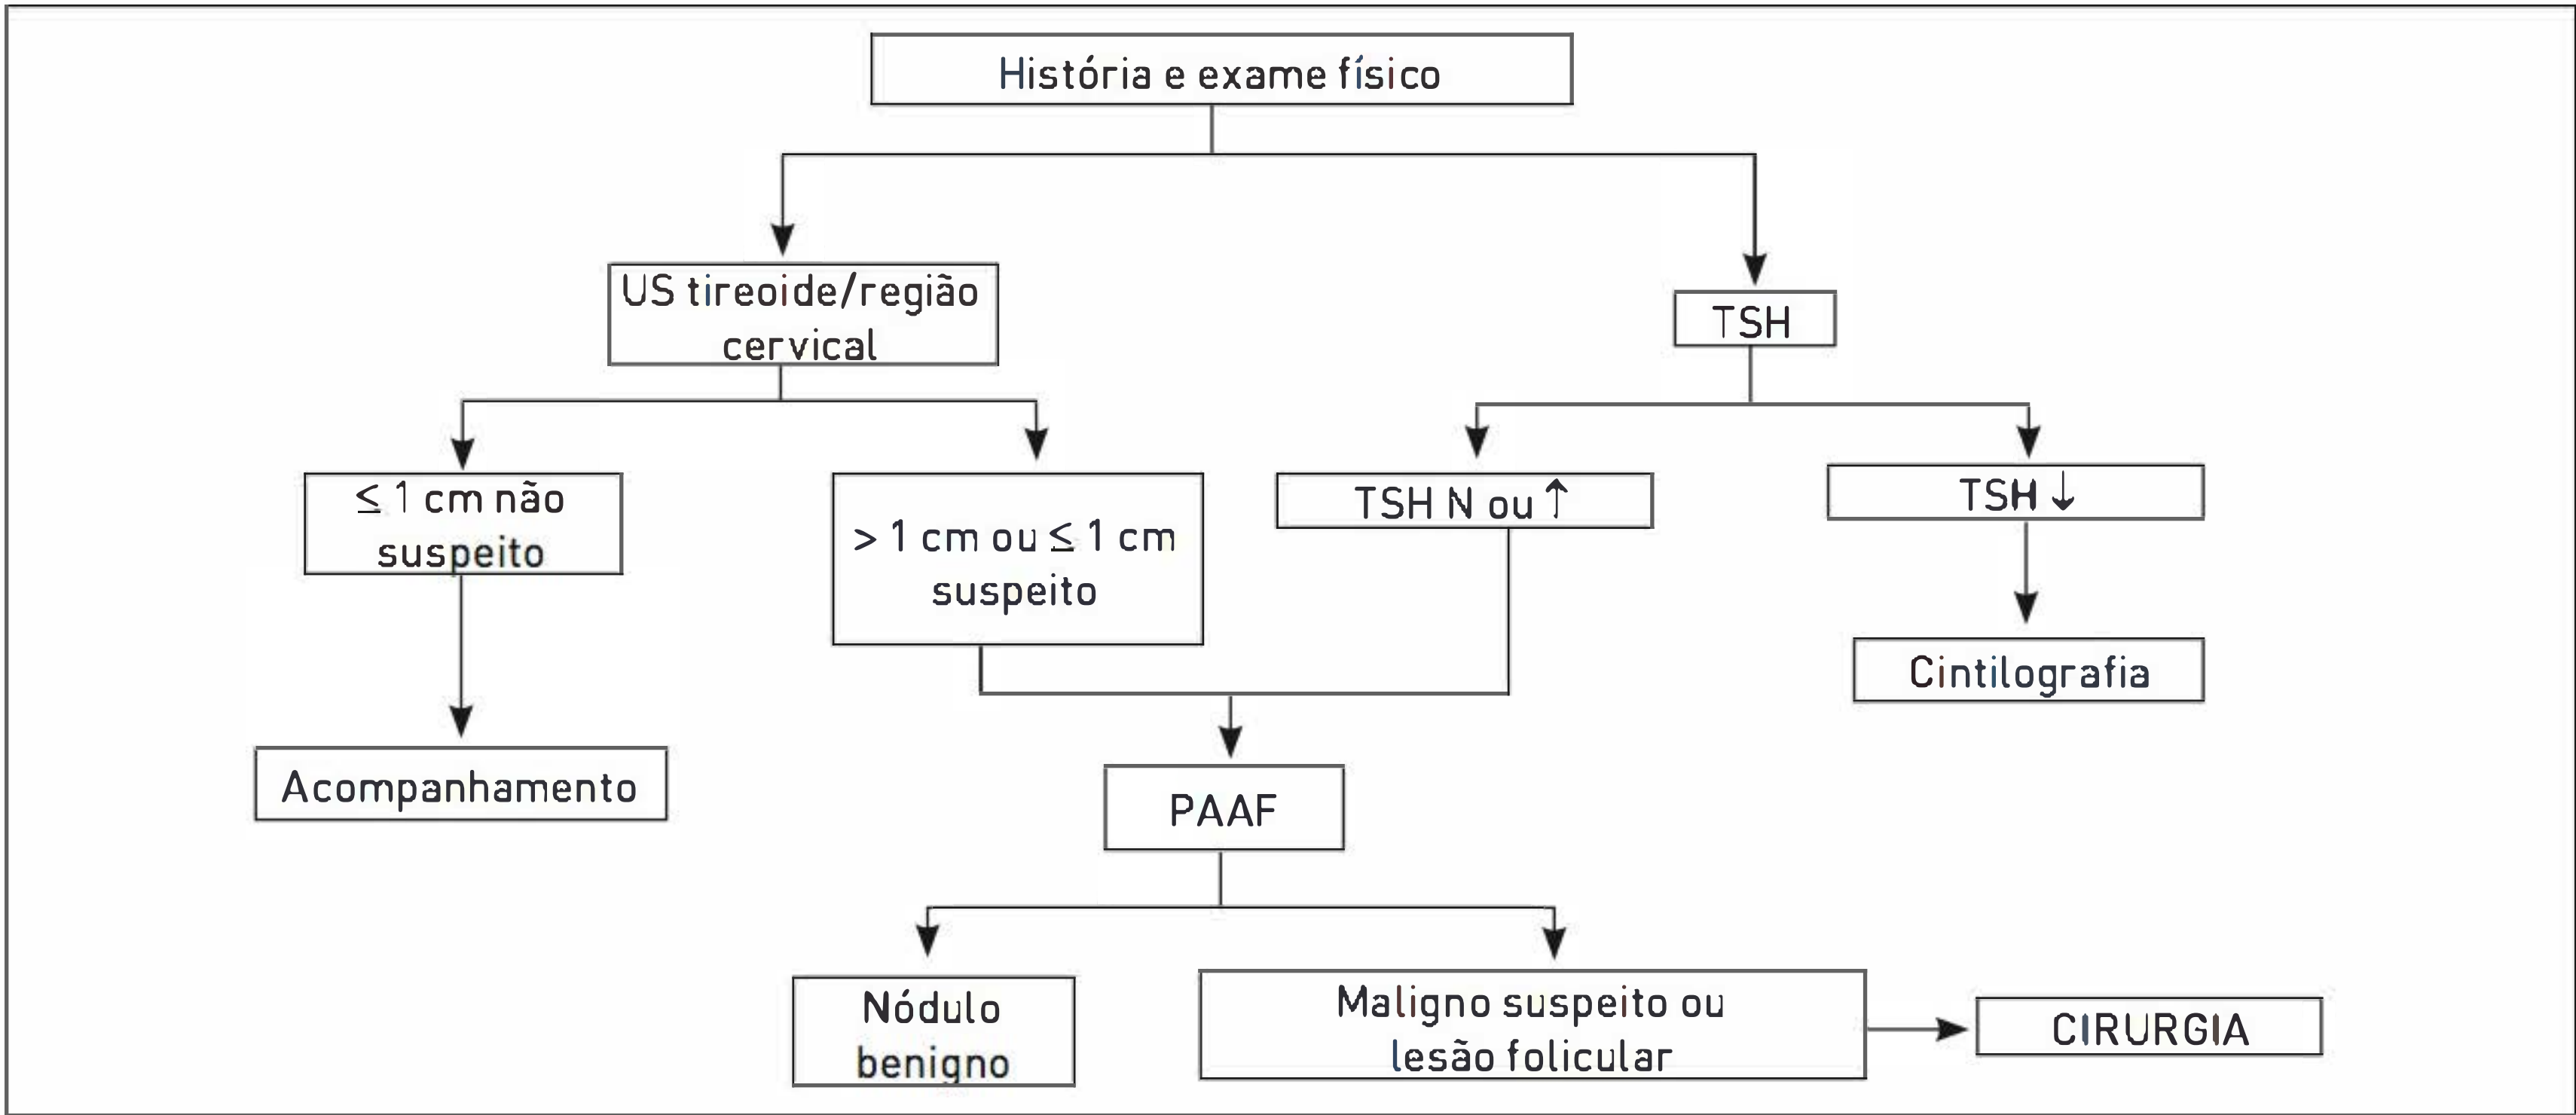 História e exame físico
US tireoide/região
cervical
TSH
≤ 1 cm não
suspeito
> 1 cm ou ≤ 1 cm
suspeito
TSH N ou ↑
TSH ↓
Cintilografia
Acompanhamento
PAAF
Nódulo
benigno
Maligno suspeito ou
lesão folicular
CIRURGIA